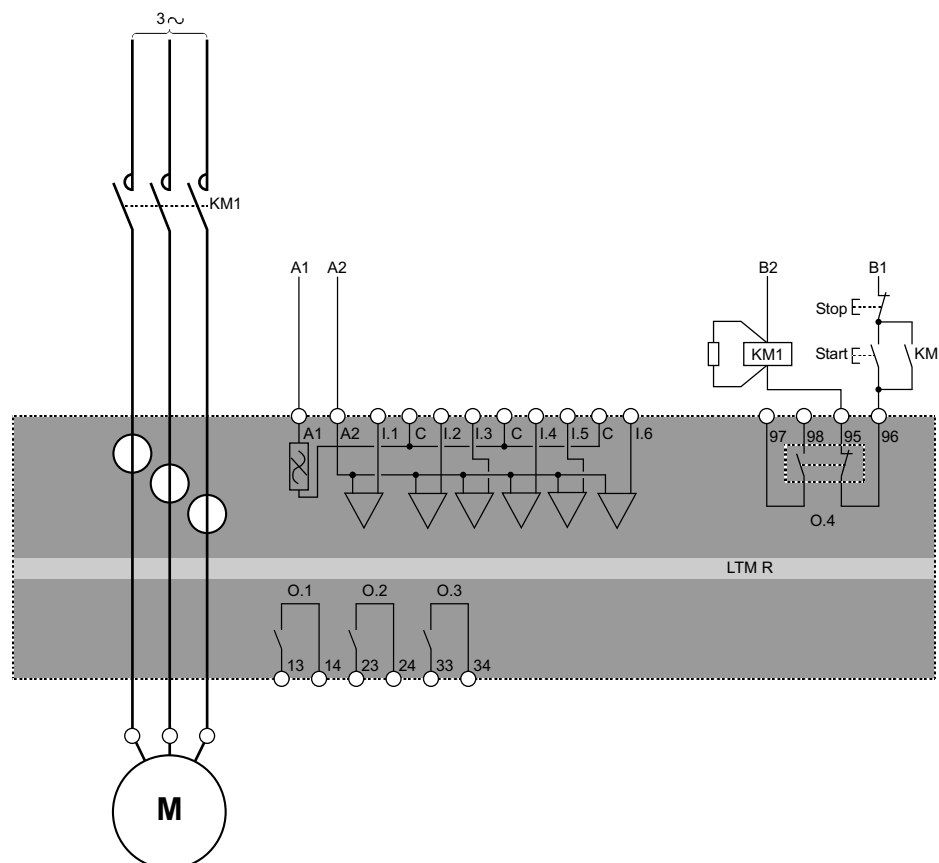 3
KM1
A1 A2 B2 B1
Stop
KM1 Start KM
A1 A2 I.1 C I.2 I.3 C I.4 I.5 C I.6 97 98 95 96
O.4
LTM R
O.1 O.2 O.3
13 14 23 24 33 34
M